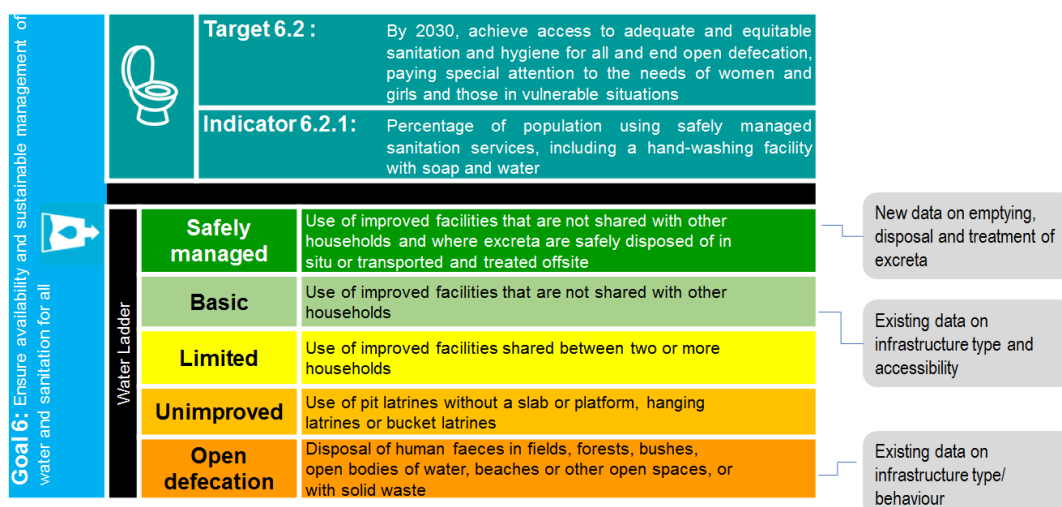 Goal 6: Ensure availability and sustainable management of
water and sanitation for all
Target 6.2 :
By 2030, achieve access to adequate and equitable
sanitation and hygiene for all and end open defecation,
paying special attention to the needs of women and
girls and those in vulnerable situations
Indicator 6.2.1:
Percentage of population using safely managed
sanitation services, including a hand-washing facility
with soap and water
Water Ladder
Safely
managed
Use of improved facilities that are not shared with other
households and where excreta are safely disposed of in
situ or transported and treated offsite
Basic
Use of improved facilities that are not shared with other
households
Limited
Use of improved facilities shared between two or more
households
Unimproved
Use of pit latrines without a slab or platform, hanging
latrines or bucket latrines
Open
defecation
Disposal of human faeces in fields, forests, bushes,
open bodies of water, beaches or other open spaces, or
with solid waste
New data on emptying,
disposal and treatment of
excreta
Existing data on
infrastructure type and
accessibility
Existing data on
infrastructure type/
behaviour